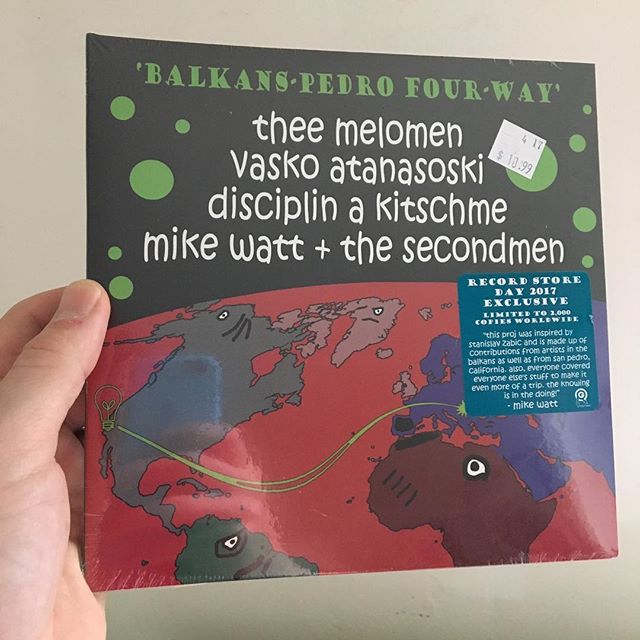 'BALKANS-PEDRO FOUR-WAY'
thee melomen
vasko atanasoski
disciplin a kitschme
mike watt + the secondmen
4 17
$ 10.99
RECORD STORE
DAY 2017
EXCLUSIVE
LIMITED TO 2,000
COPIES WORLDWIDE
"this proj was inspired by
stanislav zabic and is made up of
contributions from artists in the
balkans as well as from san pedro,
california. also, everyone covered
everyone else's stuff to make it
even more of a trip. the knowing
is in the doing!"
- mike watt